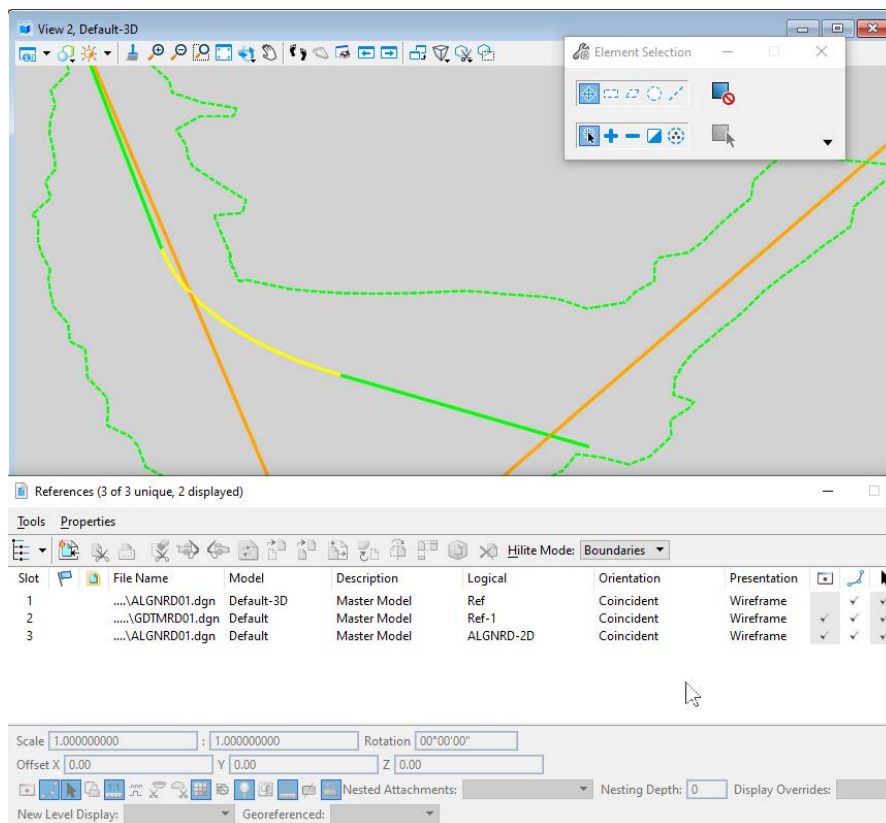 View 2, Default-3D
Element Selection
References (3 of 3 unique, 2 displayed)
Tools Properties
Hilite Mode: Boundaries
Slot File Name Model Description Logical Orientation Presentation
1 ....\ALGNRD01.dgn Default-3D Master Model Ref Coincident Wireframe
2 .....\GDTMRD01.dgn Default Master Model Ref-1 Coincident Wireframe
3 ....\ALGNRD01.dgn Default Master Model ALGNRD-2D Coincident Wireframe
Scale 1.000000000 : 1.000000000 Rotation 00°00'00"
Offset X 0.00 Y 0.00 Z 0.00
Nested Attachments: Nesting Depth: 0 Display Overrides:
New Level Display: Georeferenced: